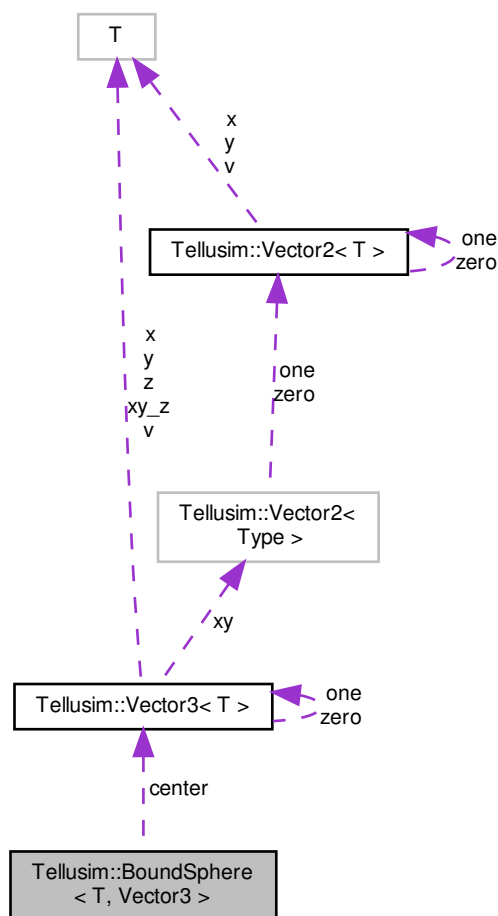 T
x
y
v
Tellusim::Vector2< T >
one
zero
x
y
z
xy_z
v
one
zero
Tellusim::Vector2<
Type >
xy
Tellusim::Vector3< T >
one
zero
center
Tellusim::BoundSphere
< T, Vector3 >